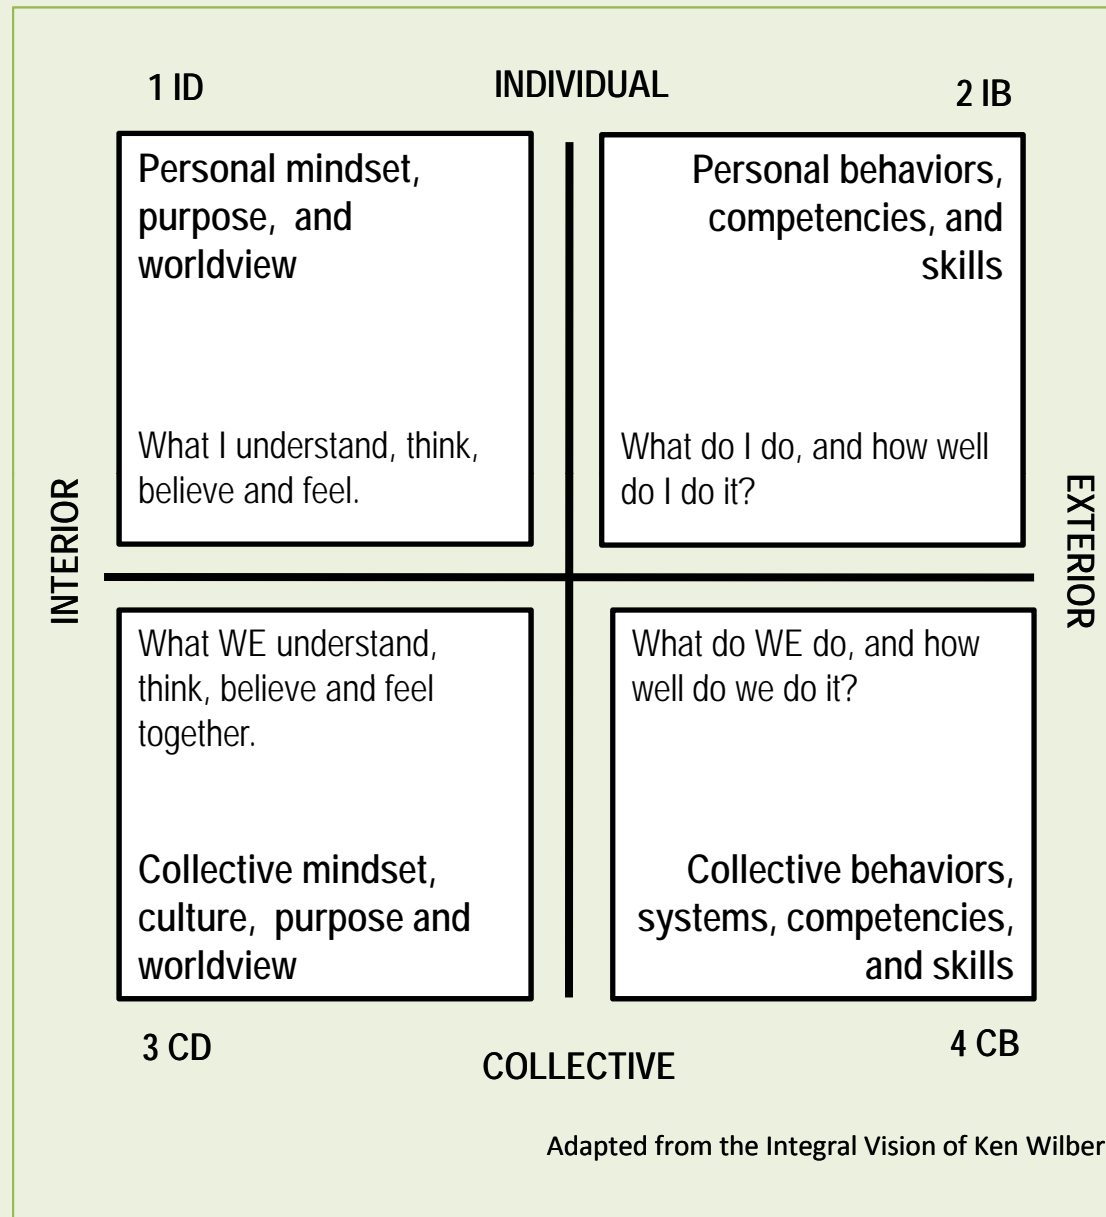 1 ID
INDIVIDUAL
2 IB
Personal mindset,
purpose, and
worldview
What I understand, think,
believe and feel.
Personal behaviors,
competencies, and
skills
What do I do, and how well
do I do it?
INTERIOR
EXTERIOR
What WE understand,
think, believe and feel
together.
Collective mindset,
culture, purpose and
worldview
What do WE do, and how
well do we do it?
Collective behaviors,
systems, competencies,
and skills
3 CD
COLLECTIVE
4 CB
Adapted from the Integral Vision of Ken Wilber